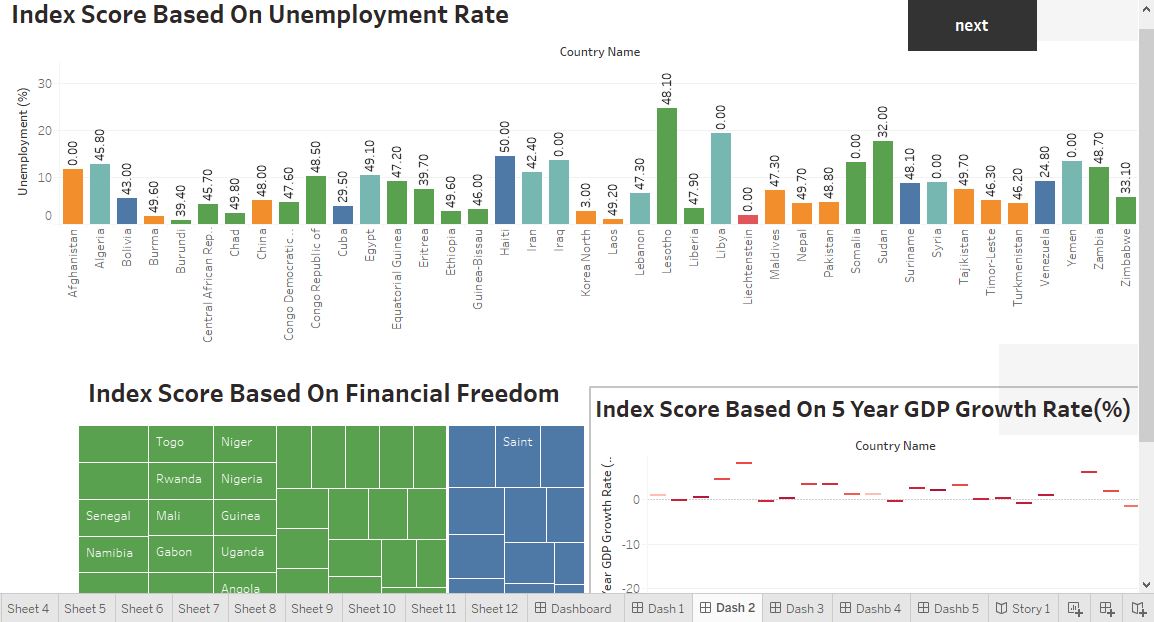 Index Score Based On Unemployment Rate
next
Country Name
Unemployment (%)
30
20
10
0
0.00
45.80
43.00
49.60
39.40
45.70
49.80
48.00
47.60
48.50
29.50
49.10
47.20
39.70
49.60
46.00
50.00
42.40
0.00
3.00
49.20
47.30
48.10
47.90
0.00
0.00
47.30
49.70
48.80
0.00
32.00
48.10
0.00
49.70
46.30
46.20
24.80
0.00
48.70
33.10
Afghanistan
Algeria
Bolivia
Burma
Burundi
Central African Rep..
Chad
China
Congo Democratic ..
Congo Republic of
Cuba
Egypt
Equatorial Guinea
Eritrea
Ethiopia
Guinea-Bissau
Haiti
Iran
Iraq
Korea North
Laos
Lebanon
Lesotho
Liberia
Libya
Liechtenstein
Maldives
Nepal
Pakistan
Somalia
Sudan
Suriname
Syria
Tajikistan
Timor-Leste
Turkmenistan
Venezuela
Yemen
Zambia
Zimbabwe
Index Score Based On Financial Freedom
Togo
Niger
Rwanda
Nigeria
Senegal
Mali
Guinea
Namibia
Gabon
Uganda
Angola
Saint
Index Score Based On 5 Year GDP Growth Rate(%)
Country Name
Year GDP Growth Rate (..
0
-10
-20
Sheet 4
Sheet 5
Sheet 6
Sheet 7
Sheet 8
Sheet 9
Sheet 10
Sheet 11
Sheet 12
Dashboard
Dash 1
Dash 2
Dash 3
Dashb 4
Dashb 5
Story 1